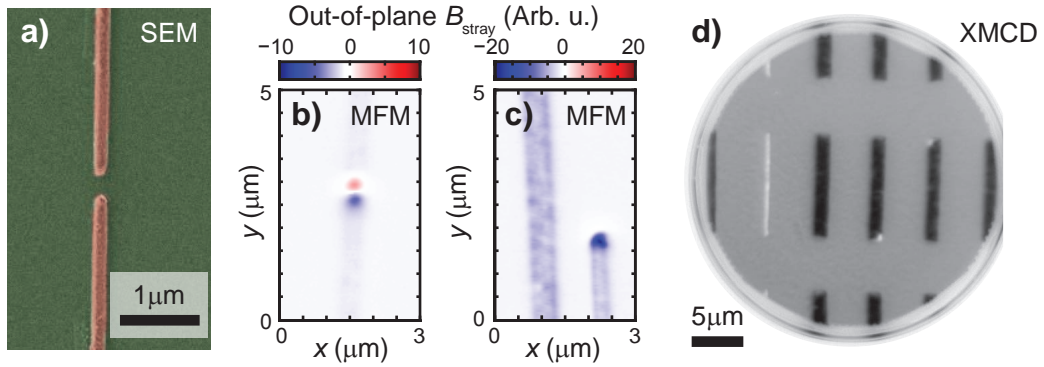 a) SEM
1μm
Out-of-plane B_stray (Arb. u.)
−10 0 10
−20 0 20
b) MFM
c) MFM
5
0
0 3
y (μm)
x (μm)
5
0
0 3
y (μm)
x (μm)
d) XMCD
5μm